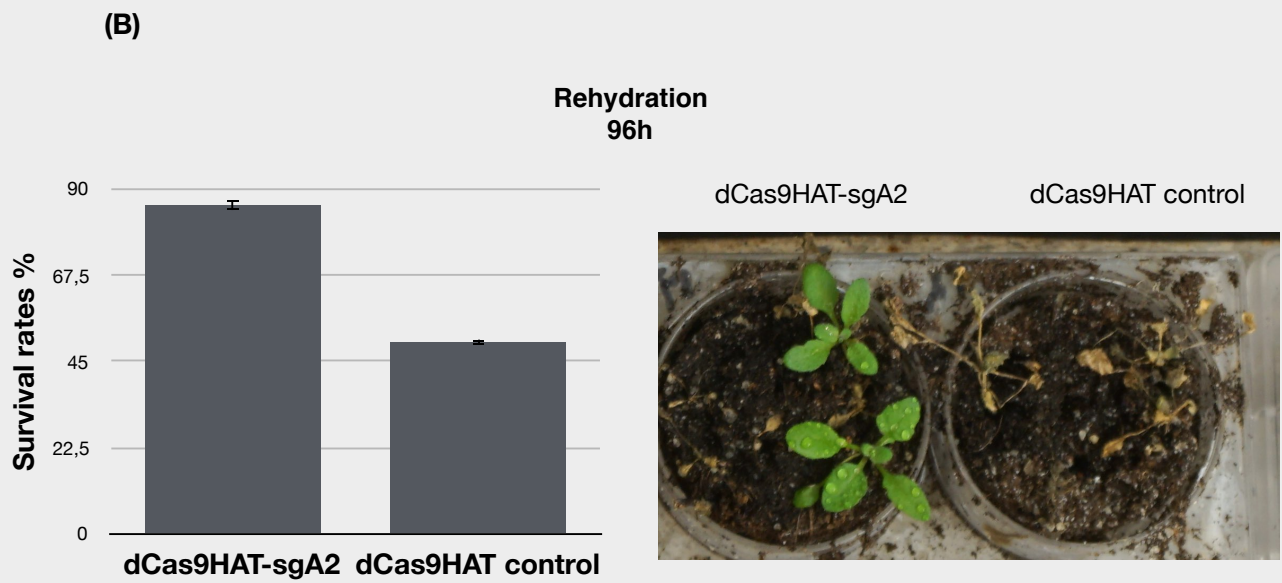 (B)
Rehydration
96h
dCas9HAT-sgA2
dCas9HAT control
Survival rates %
90
67,5
45
22,5
0
dCas9HAT-sgA2
dCas9HAT control